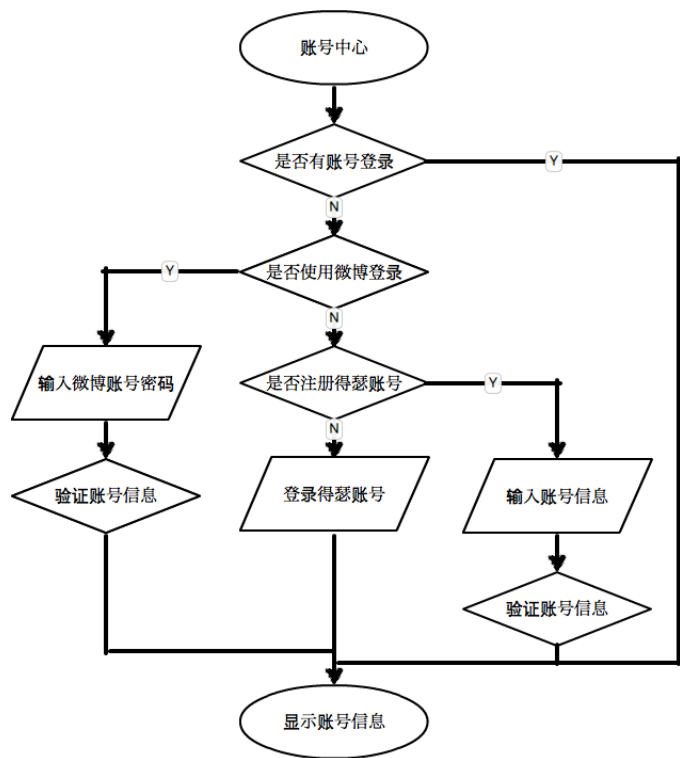 账号中心
是否有账号登录
Y
N
是否使用微博登录
Y
N
输入微博账号密码
是否注册得瑟账号
Y
N
验证账号信息
登录得瑟账号
输入账号信息
验证账号信息
显示账号信息